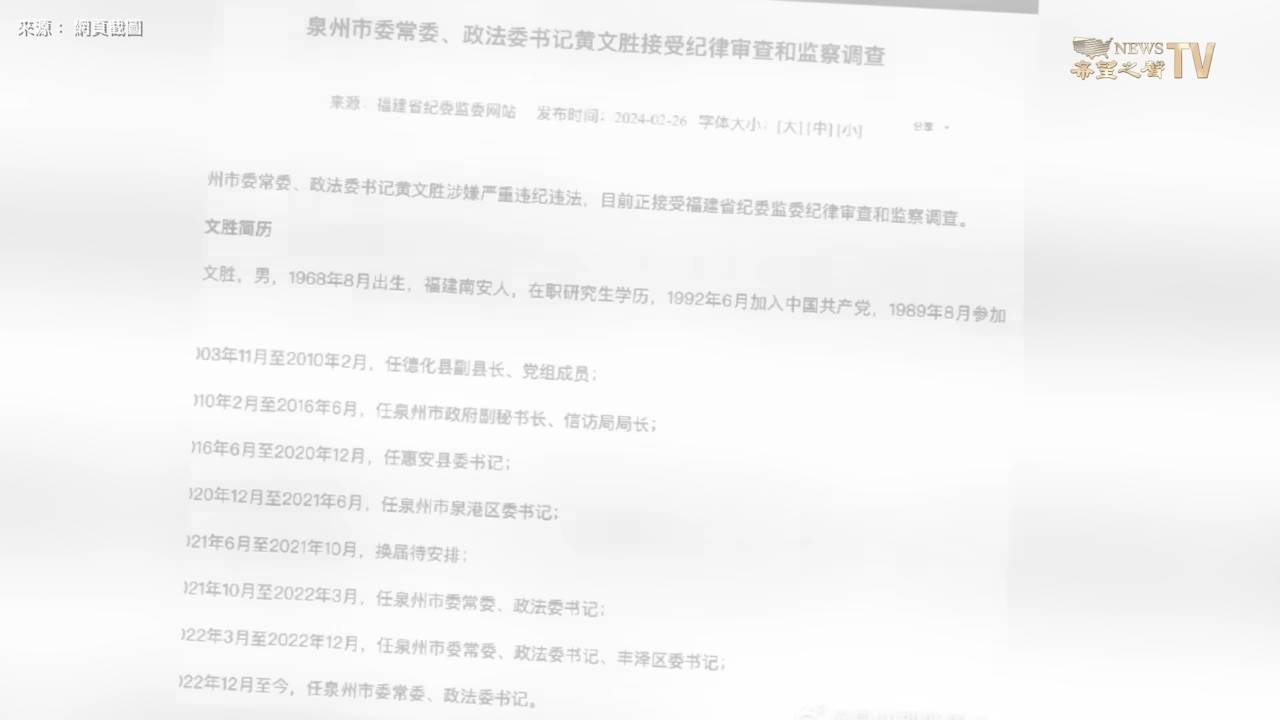 來源：網頁截圖
NEWS
希望之聲
TV
泉州市委常委、政法委书记黄文胜接受纪律审查和监察调查
来源：福建省纪委监委网站 发布时间：2024-02-26 字体大小：[大] [中] [小] 分享
州市委常委、政法委书记黄文胜涉嫌严重违纪违法，目前正接受福建省纪委监委纪律审查和监察调查。
文胜简历
文胜，男，1968年8月出生，福建南安人，在职研究生学历，1992年6月加入中国共产党，1989年8月参加
003年11月至2010年2月，任德化县副县长、党组成员；
010年2月至2016年6月，任泉州市政府副秘书长、信访局局长；
016年6月至2020年12月，任惠安县委书记；
020年12月至2021年6月，任泉州市泉港区委书记；
021年6月至2021年10月，换届待安排；
021年10月至2022年3月，任泉州市委常委、政法委书记；
022年3月至2022年12月，任泉州市委常委、政法委书记、丰泽区委书记；
022年12月至今，任泉州市委常委、政法委书记。